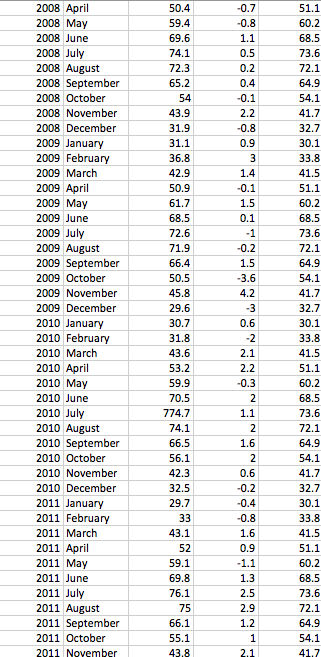 2008 April 50.4 -0.7 51.1
2008 May 59.4 -0.8 60.2
2008 June 69.6 1.1 68.5
2008 July 74.1 0.5 73.6
2008 August 72.3 0.2 72.1
2008 September 65.2 0.4 64.9
2008 October 54 -0.1 54.1
2008 November 43.9 2.2 41.7
2008 December 31.9 -0.8 32.7
2009 January 31.1 0.9 30.1
2009 February 36.8 3 33.8
2009 March 42.9 1.4 41.5
2009 April 50.9 -0.1 51.1
2009 May 61.7 1.5 60.2
2009 June 68.5 0.1 68.5
2009 July 72.6 -1 73.6
2009 August 71.9 -0.2 72.1
2009 September 66.4 1.5 64.9
2009 October 50.5 -3.6 54.1
2009 November 45.8 4.2 41.7
2009 December 29.6 -3 32.7
2010 January 30.7 0.6 30.1
2010 February 31.8 -2 33.8
2010 March 43.6 2.1 41.5
2010 April 53.2 2.2 51.1
2010 May 59.9 -0.3 60.2
2010 June 70.5 2 68.5
2010 July 774.7 1.1 73.6
2010 August 74.1 2 72.1
2010 September 66.5 1.6 64.9
2010 October 56.1 2 54.1
2010 November 42.3 0.6 41.7
2010 December 32.5 -0.2 32.7
2011 January 29.7 -0.4 30.1
2011 February 33 -0.8 33.8
2011 March 43.1 1.6 41.5
2011 April 52 0.9 51.1
2011 May 59.1 -1.1 60.2
2011 June 69.8 1.3 68.5
2011 July 76.1 2.5 73.6
2011 August 75 2.9 72.1
2011 September 66.1 1.2 64.9
2011 October 55.1 1 54.1
2011 November 43.8 2.1 41.7